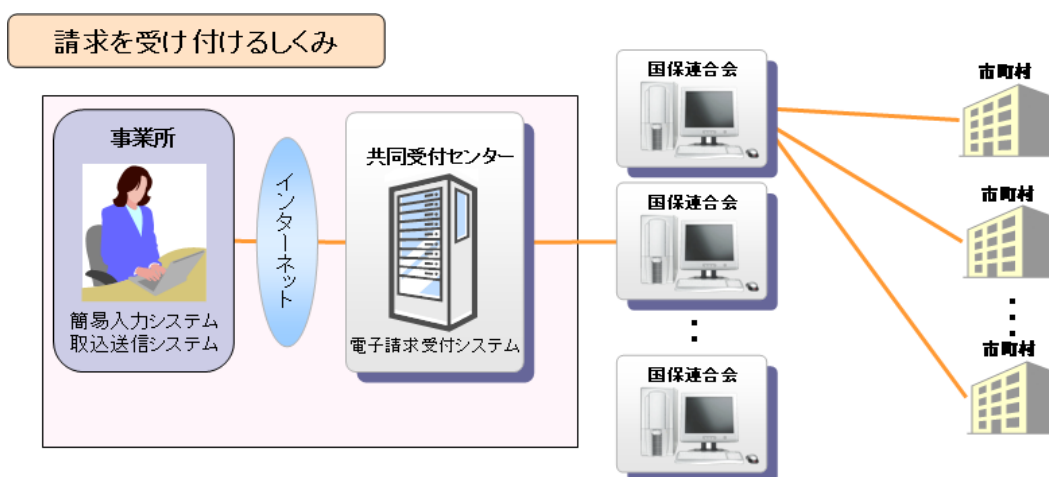 請求を受け付けるしくみ
事業所
簡易入力システム
取込送信システム
インターネット
共同受付センター
電子請求受付システム
国保連合会
国保連合会
国保連合会
市町村
市町村
市町村